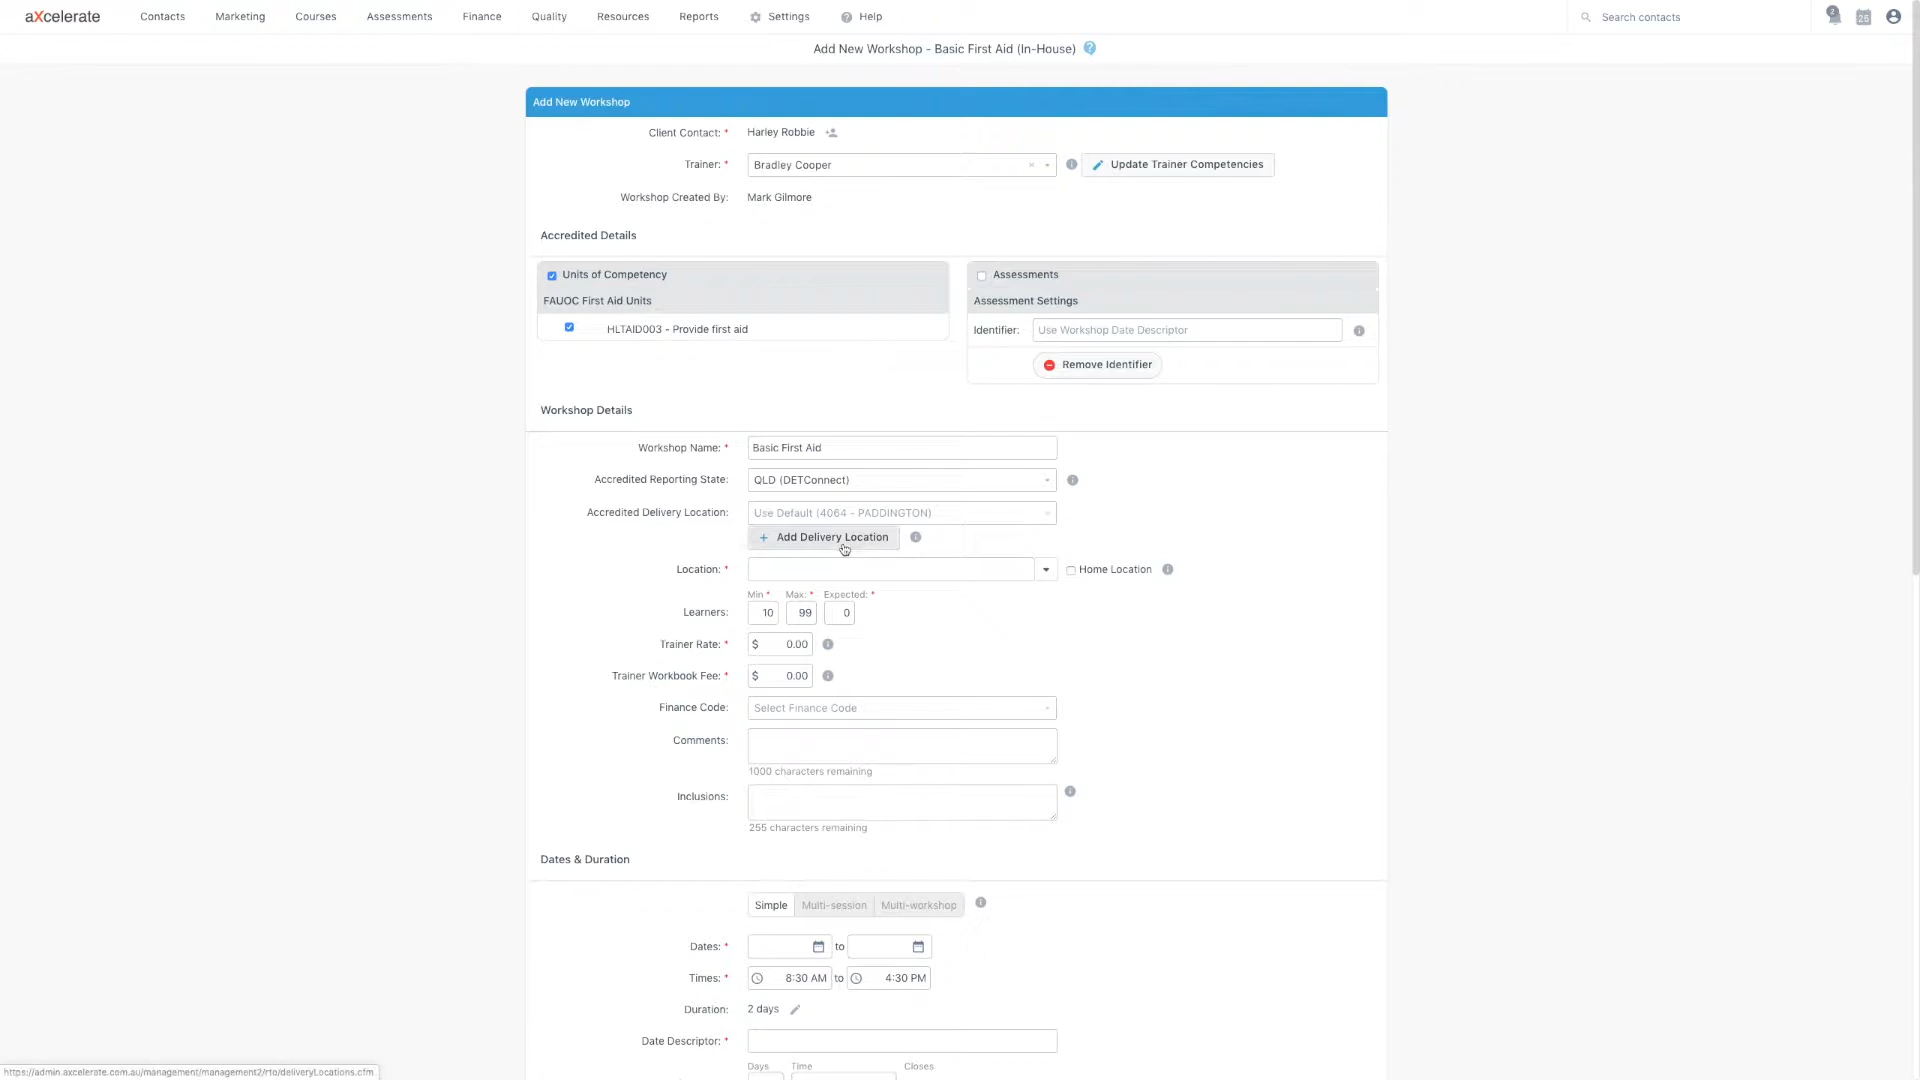 aXcelerate Contacts Marketing Courses Assessments Finance Quality Resources Reports Settings Help Search contacts 2 25
Add New Workshop - Basic First Aid (In-House)
Add New Workshop
Client Contact: * Harley Robbie
Trainer: * Bradley Cooper Update Trainer Competencies
Workshop Created By: Mark Gilmore
Accredited Details
Units of Competency
FAUOC First Aid Units
HLTAID003 - Provide first aid
Assessments
Assessment Settings
Identifier: Use Workshop Date Descriptor
Remove Identifier
Workshop Details
Workshop Name: * Basic First Aid
Accredited Reporting State: QLD (DETConnect)
Accredited Delivery Location: Use Default (4064 - PADDINGTON)
+ Add Delivery Location
Location: * Home Location
Min * Max: * Expected: *
Learners: 10 99 0
Trainer Rate: * $ 0.00
Trainer Workbook Fee: * $ 0.00
Finance Code: Select Finance Code
Comments:
1000 characters remaining
Inclusions:
255 characters remaining
Dates & Duration
Simple Multi-session Multi-workshop
Dates: * to
Times: * 8:30 AM to 4:30 PM
Duration: 2 days
Date Descriptor: *
Days Time Closes
https://admin.axcelerate.com.au/management/management2/rto/deliveryLocations.cfm